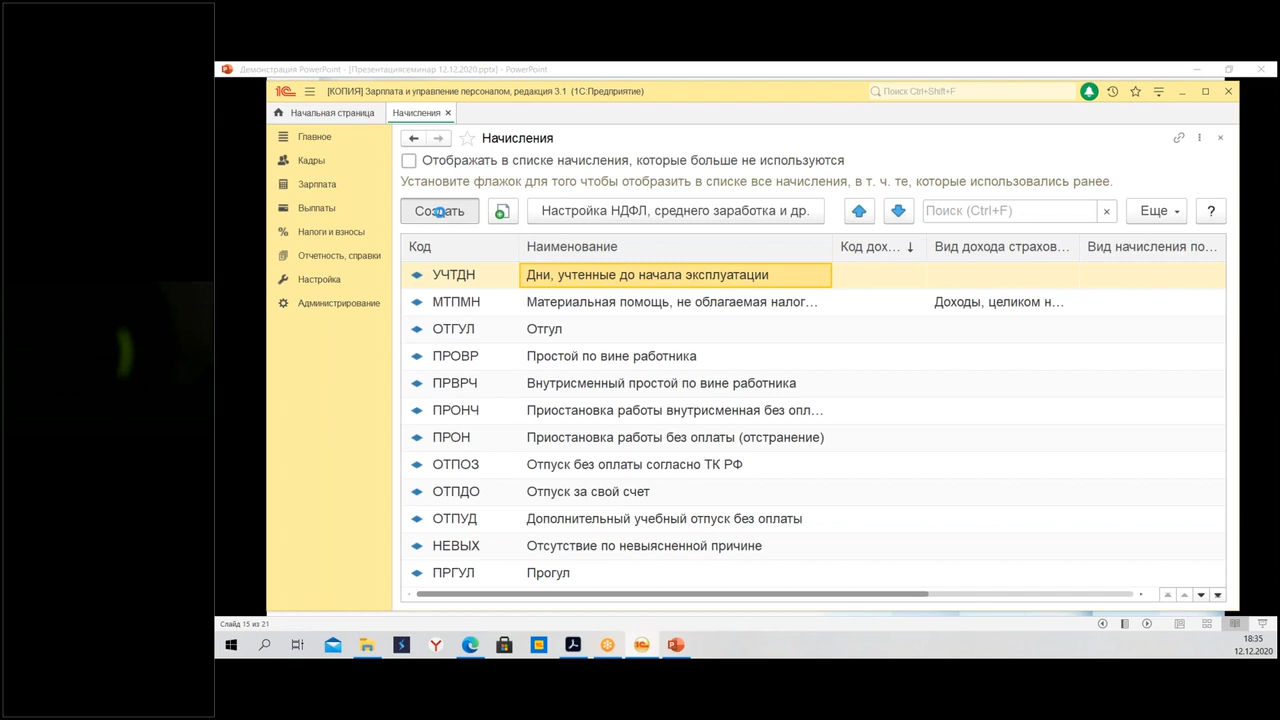 Демонстрация PowerPoint - [Презентациясеминар 12.12.2020.pptx] - PowerPoint
[КОПИЯ] Зарплата и управление персоналом, редакция 3.1 (1С:Предприятие)
Поиск Ctrl+Shift+F
Начальная страница
Начисления ×
Главное
Кадры
Зарплата
Выплаты
Налоги и взносы
Отчетность, справки
Настройка
Администрирование
Начисления
Отображать в списке начисления, которые больше не используются
Установите флажок для того чтобы отобразить в списке все начисления, в т. ч. те, которые использовались ранее.
Создать
Настройка НДФЛ, среднего заработка и др.
Поиск (Ctrl+F)
×
Еще
?
Код Наименование Код дох... ↓ Вид дохода страхов... Вид начисления по...
УЧТДН Дни, учтенные до начала эксплуатации
МТПМН Материальная помощь, не облагаемая налог... Доходы, целиком н...
ОТГУЛ Отгул
ПРОВР Простой по вине работника
ПРВРЧ Внутрисменный простой по вине работника
ПРОНЧ Приостановка работы внутрисменная без опл...
ПРОН Приостановка работы без оплаты (отстранение)
ОТПОЗ Отпуск без оплаты согласно ТК РФ
ОТПДО Отпуск за свой счет
ОТПУД Дополнительный учебный отпуск без оплаты
НЕВЫХ Отсутствие по невыясненной причине
ПРГУЛ Прогул
Слайд 15 из 21
18:35
12.12.2020